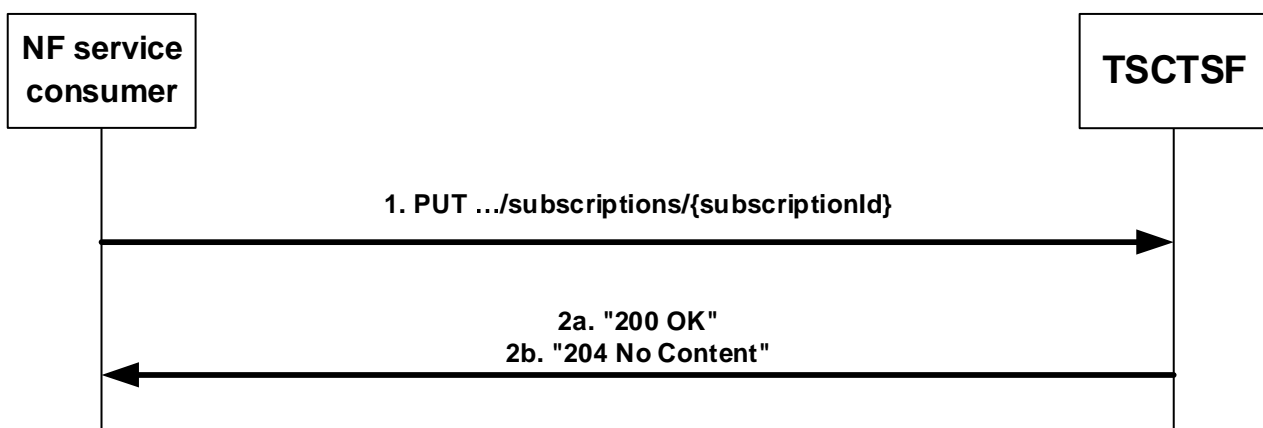 NF service
consumer
TSCTSF
1. PUT …/subscriptions/{subscriptionId}
2a. "200 OK"
2b. "204 No Content"